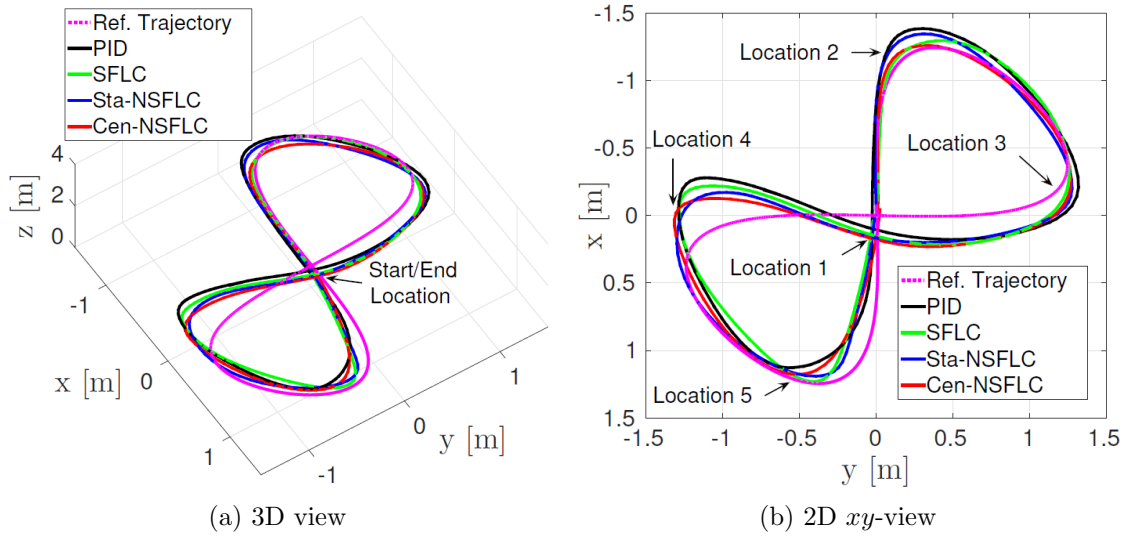 Ref. Trajectory
PID
SFLC
Sta-NSFLC
Cen-NSFLC
4
2
0
z [m]
-1
0
1
x [m]
-1
0
1
y [m]
Start/End
Location
(a) 3D view
-1.5
-1
-0.5
0
0.5
1
1.5
x [m]
-1.5
-1
-0.5
0
0.5
1
1.5
y [m]
Location 2
Location 4
Location 3
Location 1
Location 5
Ref. Trajectory
PID
SFLC
Sta-NSFLC
Cen-NSFLC
(b) 2D xy-view